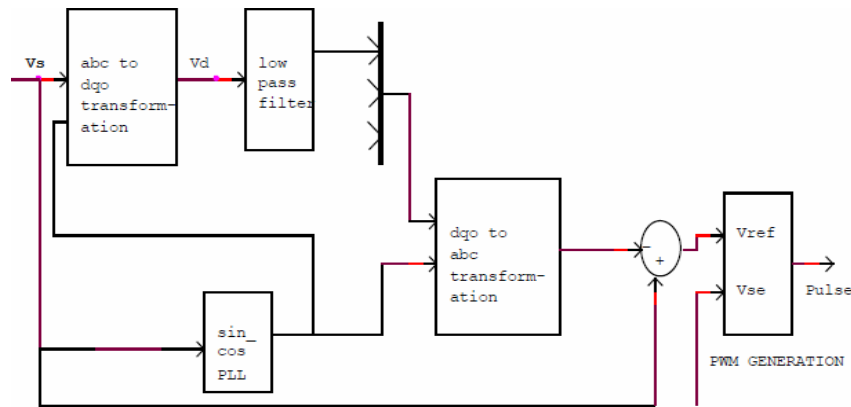 Vs
abc to
dqo
transform-
ation
Vd
low
pass
filter
dqo to
abc
transform-
ation
-
+
Vref
Vse
Pulse
sin_
cos
PLL
PWM GENERATION